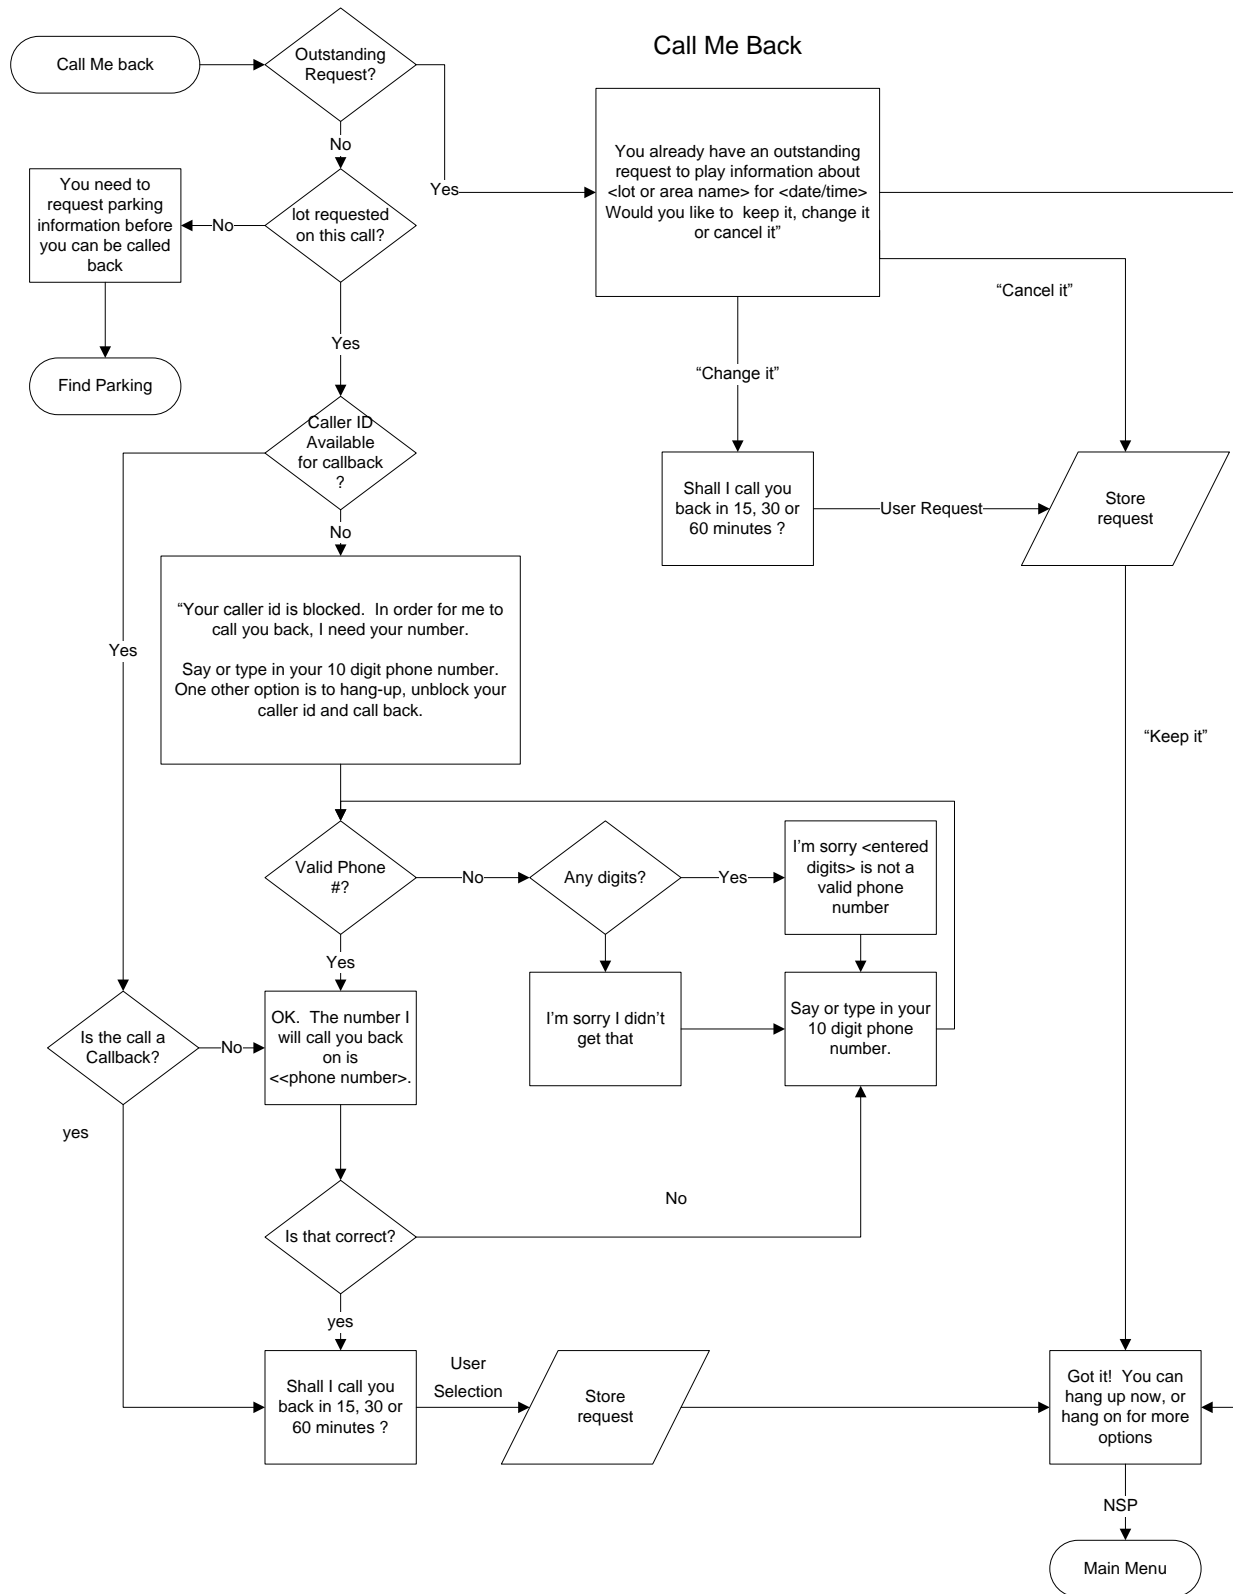 Call Me Back
Call Me back
Outstanding
Request?
No
Yes
You already have an outstanding
request to play information about
<lot or area name> for <date/time>
Would you like to  keep it, change it
or cancel it”
You need to
request parking
information before
you can be called
back
No
lot requested
on this call?
“Cancel it”
Yes
“Change it”
Find Parking
Caller ID
Available
for callback
?
Shall I call you
back in 15, 30 or
60 minutes ?
User Request
Store
request
No
“Your caller id is blocked.  In order for me to
call you back, I need your number.
Say or type in your 10 digit phone number.
One other option is to hang-up, unblock your
caller id and call back.
Yes
“Keep it”
Valid Phone
#?
No
Any digits?
Yes
I’m sorry <entered
digits> is not a
valid phone
number
Yes
Is the call a
Callback?
No
OK.  The number I
will call you back
on is
<<phone number>.
I’m sorry I didn’t
get that
Say or type in your
10 digit phone
number.
yes
No
Is that correct?
yes
Shall I call you
back in 15, 30 or
60 minutes ?
User
Selection
Store
request
Got it!  You can
hang up now, or
hang on for more
options
NSP
Main Menu